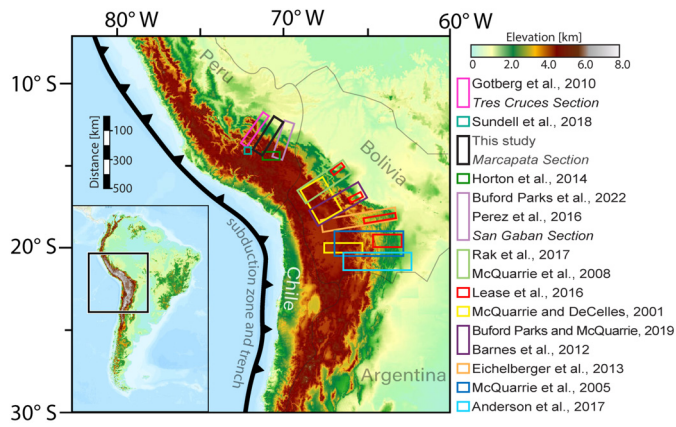 80° W
70° W
60° W
10° S
20° S
30° S
Peru
Bolivia
Chile
Argentina
subduction zone and trench
Distance [km]
100
300
500
Elevation [km]
0 2.0 4.0 6.0 8.0
Gotberg et al., 2010
Tres Cruces Section
Sundell et al., 2018
This study
Marcapata Section
Horton et al., 2014
Buford Parks et al., 2022
Perez et al., 2016
San Gaban Section
Rak et al., 2017
McQuarrie et al., 2008
Lease et al., 2016
McQuarrie and DeCelles, 2001
Buford Parks and McQuarrie, 2019
Barnes et al., 2012
Eichelberger et al., 2013
McQuarrie et al., 2005
Anderson et al., 2017